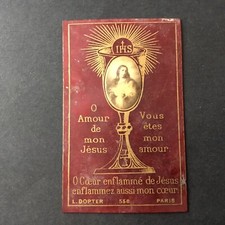 IHS
O
Amour
de
mon
Jésus
Vous
êtes
mon
amour
O Cœur enflammé de Jésus
enflammez aussi mon cœur
L. DOPTER 556 PARIS